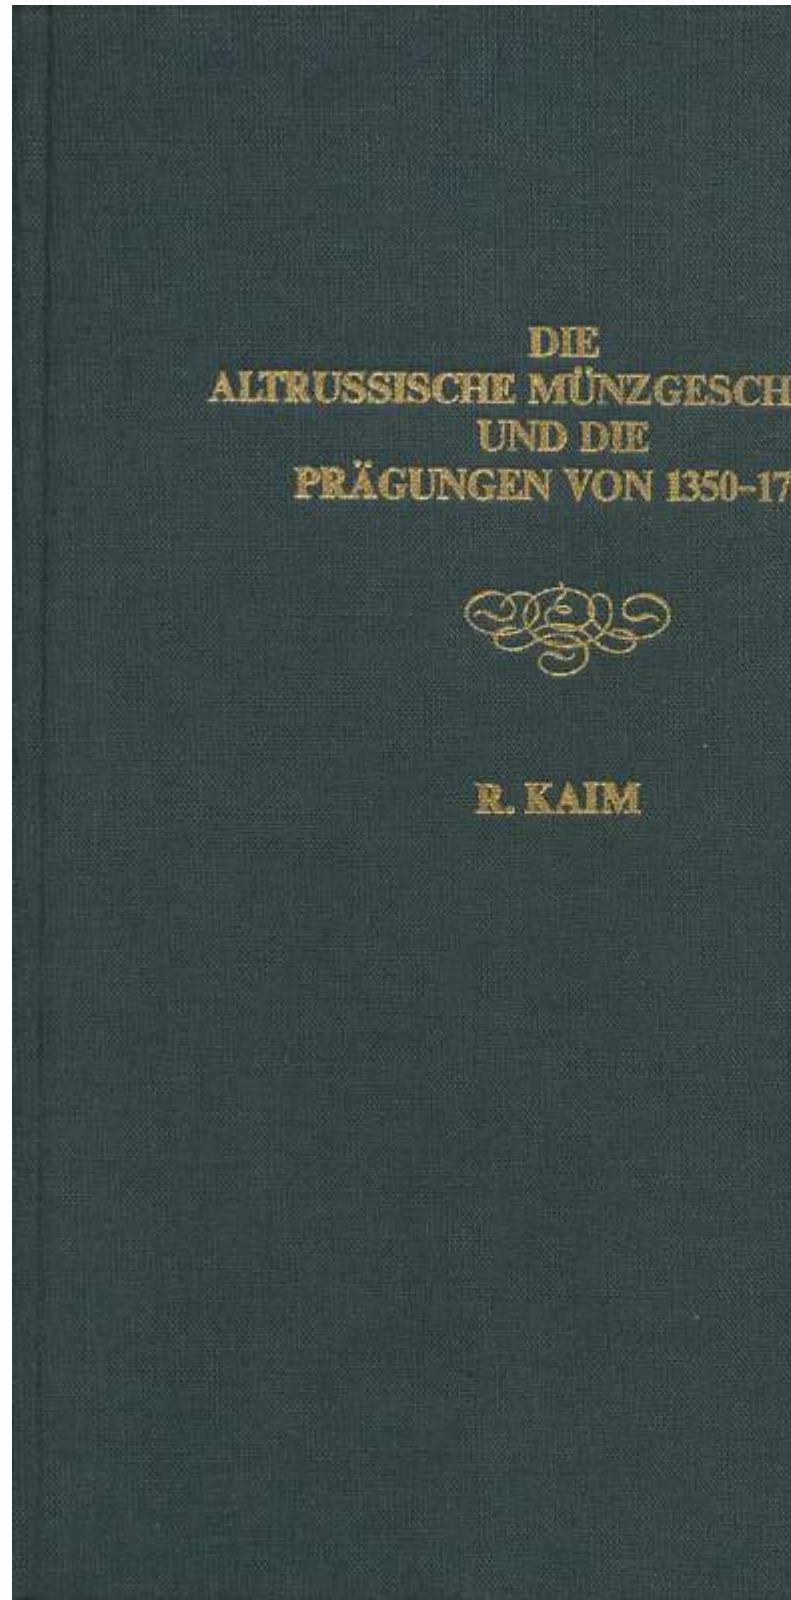 DIE
ALTRUSSISCHE MÜNZGESCH
UND DIE
PRÄGUNGEN VON 1350-17
R. KAIM